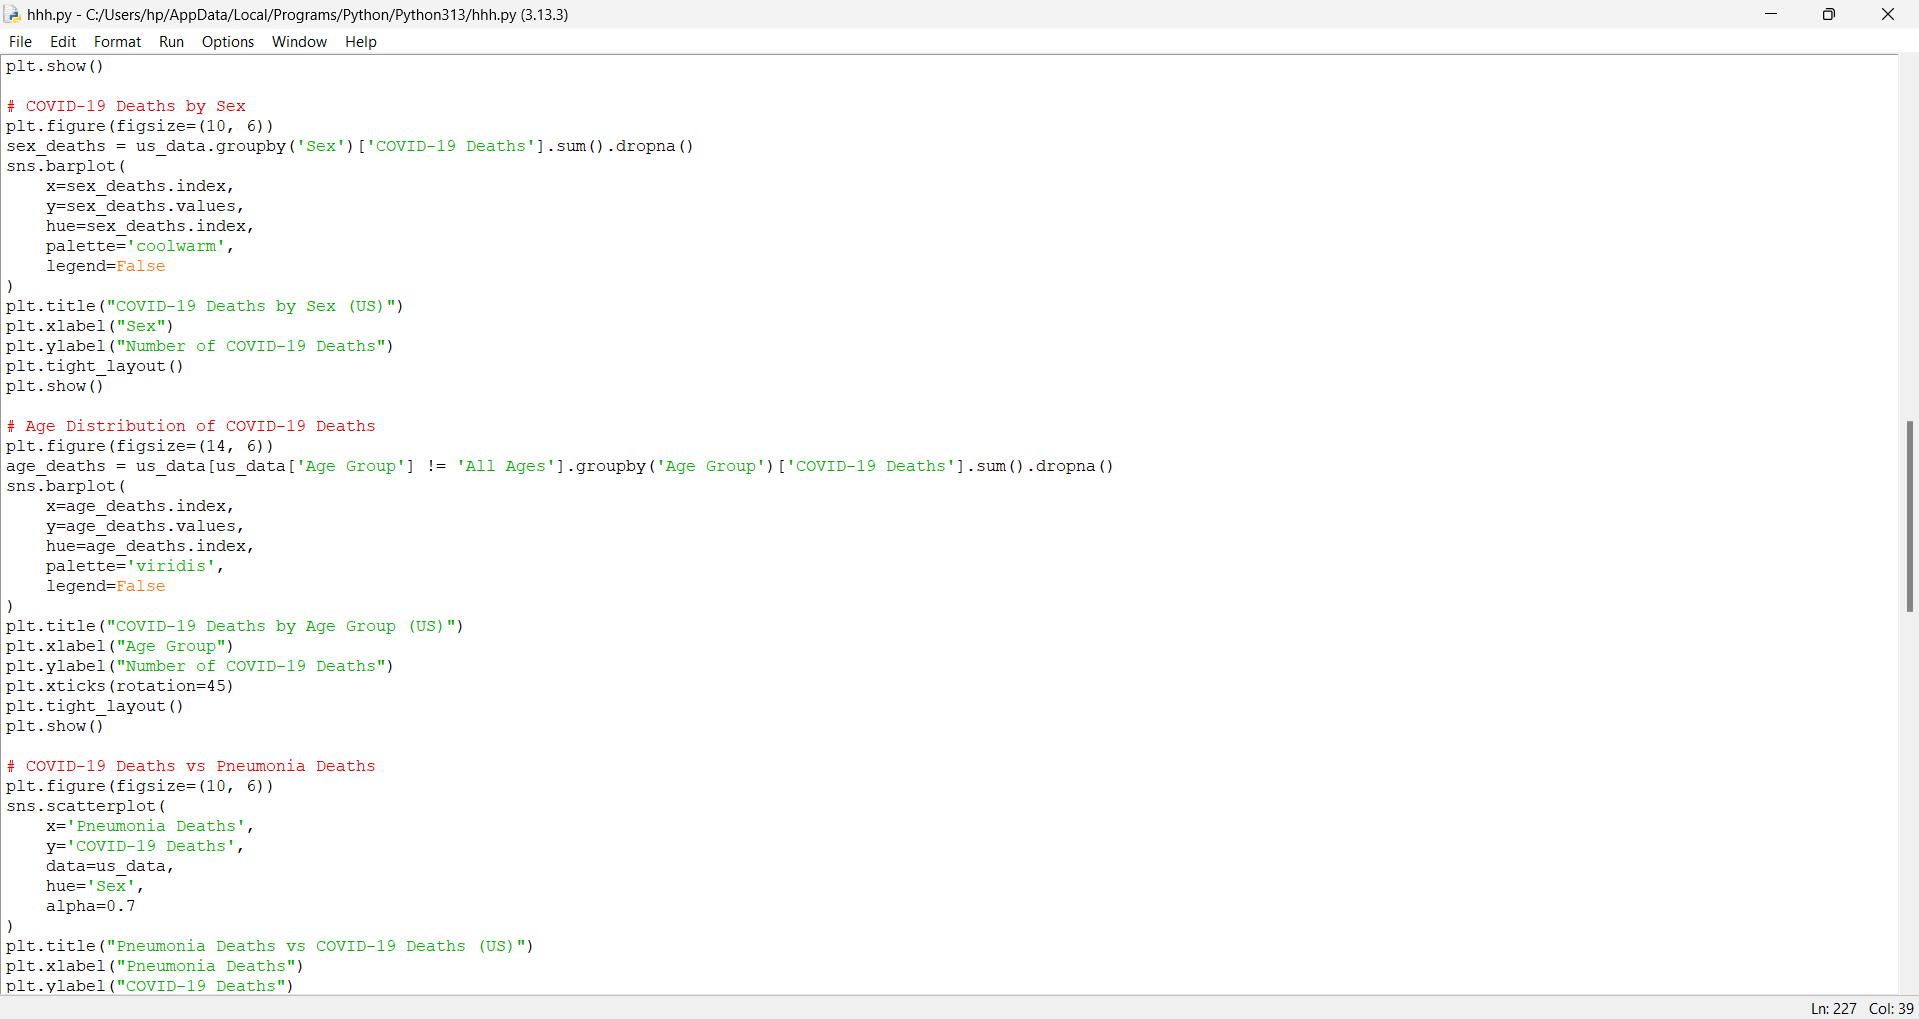 hhh.py - C:/Users/hp/AppData/Local/Programs/Python/Python313/hhh.py (3.13.3)
File Edit Format Run Options Window Help
plt.show()

# COVID-19 Deaths by Sex
plt.figure(figsize=(10, 6))
sex_deaths = us_data.groupby('Sex')['COVID-19 Deaths'].sum().dropna()
sns.barplot(
    x=sex_deaths.index,
    y=sex_deaths.values,
    hue=sex_deaths.index,
    palette='coolwarm',
    legend=False
)
plt.title("COVID-19 Deaths by Sex (US)")
plt.xlabel("Sex")
plt.ylabel("Number of COVID-19 Deaths")
plt.tight_layout()
plt.show()

# Age Distribution of COVID-19 Deaths
plt.figure(figsize=(14, 6))
age_deaths = us_data[us_data['Age Group'] != 'All Ages'].groupby('Age Group')['COVID-19 Deaths'].sum().dropna()
sns.barplot(
    x=age_deaths.index,
    y=age_deaths.values,
    hue=age_deaths.index,
    palette='viridis',
    legend=False
)
plt.title("COVID-19 Deaths by Age Group (US)")
plt.xlabel("Age Group")
plt.ylabel("Number of COVID-19 Deaths")
plt.xticks(rotation=45)
plt.tight_layout()
plt.show()

# COVID-19 Deaths vs Pneumonia Deaths
plt.figure(figsize=(10, 6))
sns.scatterplot(
    x='Pneumonia Deaths',
    y='COVID-19 Deaths',
    data=us_data,
    hue='Sex',
    alpha=0.7
)
plt.title("Pneumonia Deaths vs COVID-19 Deaths (US)")
plt.xlabel("Pneumonia Deaths")
plt.ylabel("COVID-19 Deaths")
Ln: 227 Col: 39